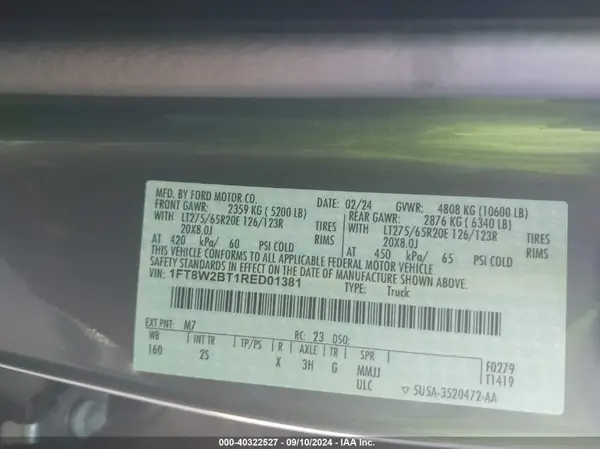 MFD. BY FORD MOTOR CO. 02/24 GVWR: 4808 KG (10600 LB)
FRONT GAWR: 2359 KG ( 5200 LB) REAR GAWR: 2876 KG ( 6340 LB)
WITH LT275/65R20E 126/123R TIRES WITH LT275/65R20E 126/123R TIRES
20X8.0J RIMS 20X8.0J RIMS
AT 420 kPa/ 60 PSI COLD AT 450 kPa/ 65 PSI COLD
THIS VEHICLE CONFORMS TO ALL APPLICABLE FEDERAL MOTOR VEHICLE
SAFETY STANDARDS IN EFFECT ON THE DATE OF MANUFACTURE SHOWN ABOVE.
VIN: 1FT8W2BT1RED01381 TYPE: Truck
EXT PNT: M7 RC: 23 DSO: F0279
WB INT TR TP/PS R AXLE TR SPR T1419
160 2S X 3H G MMJJ
ULC ▽ 5U5A-3520472-AA
000-40322527 - 09/10/2024 - IAA Inc.